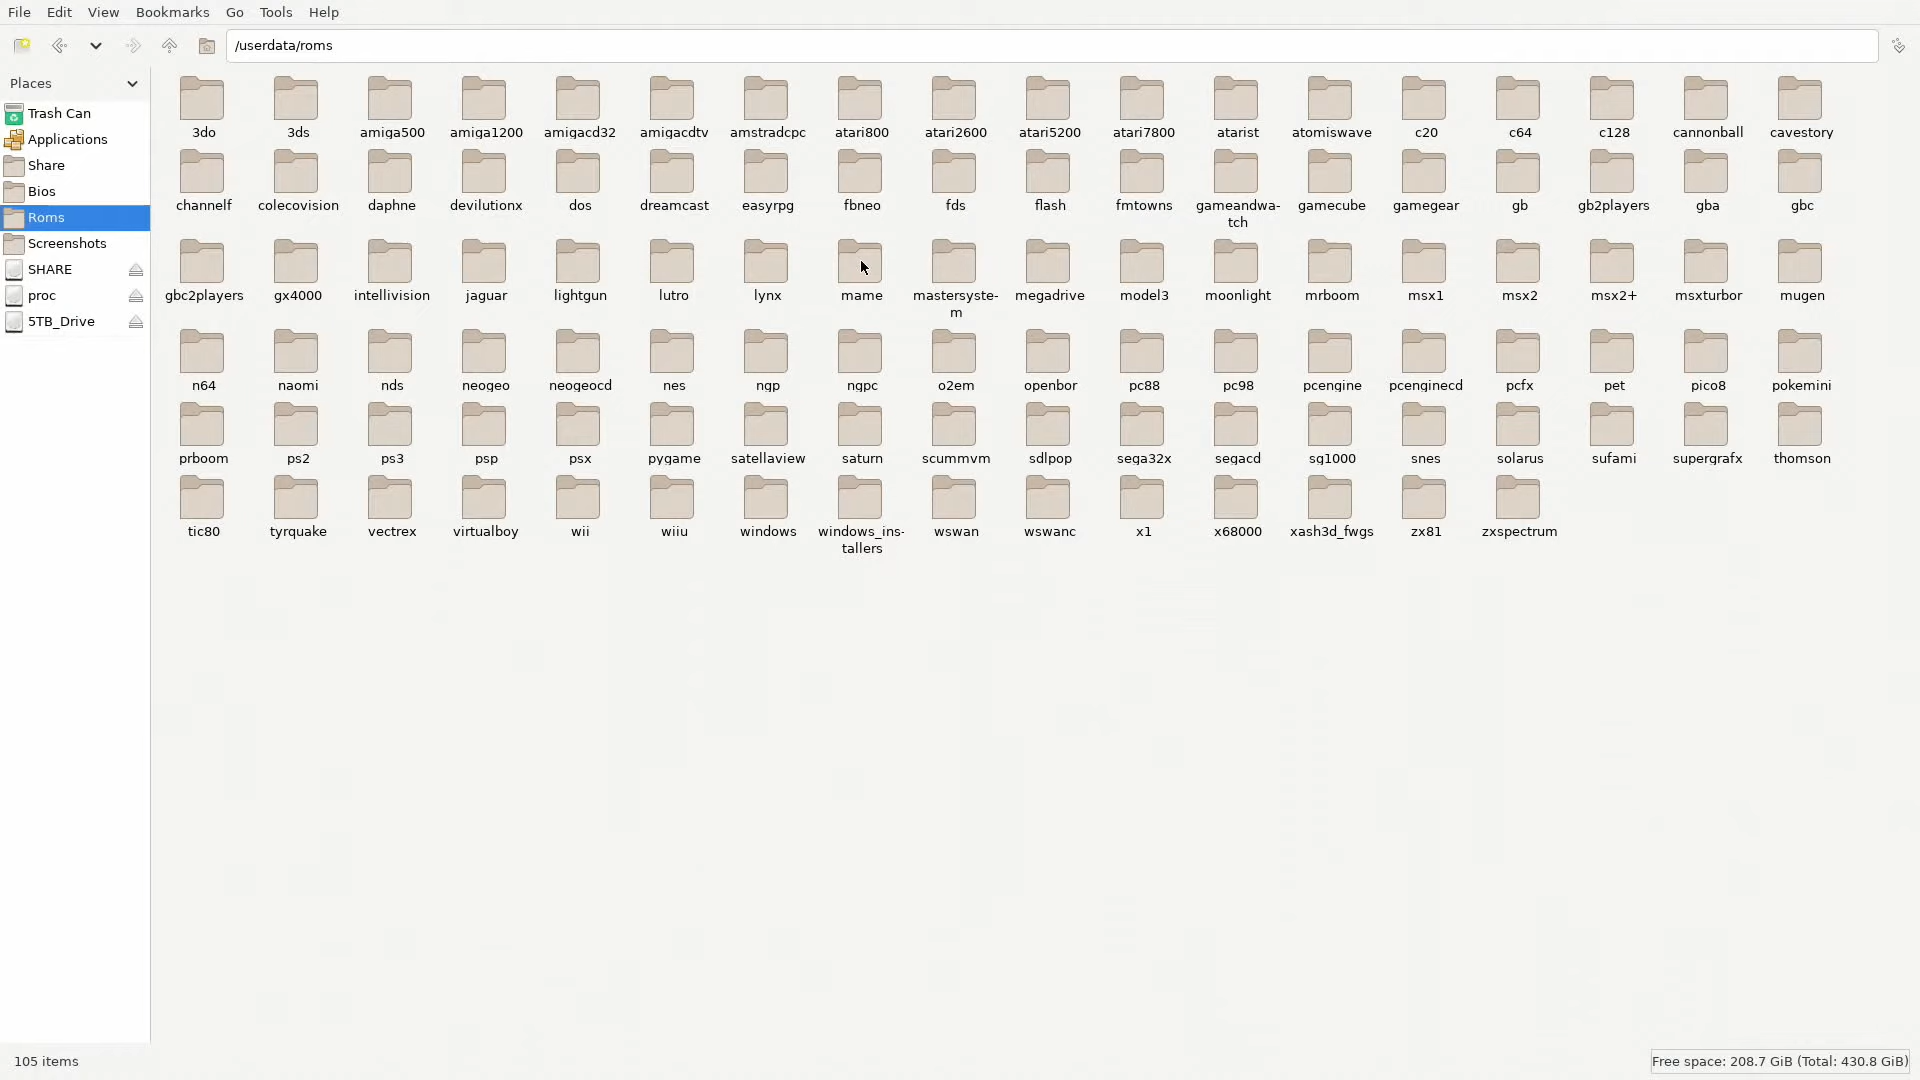 File Edit View Bookmarks Go Tools Help
/userdata/roms
Places
Trash Can
Applications
Share
Bios
Roms
Screenshots
SHARE
proc
5TB_Drive
3do 3ds amiga500 amiga1200 amigacd32 amigacdtv amstradcpc atari800 atari2600 atari5200 atari7800 atarist atomiswave c20 c64 c128 cannonball cavestory
channelf colecovision daphne devilutionx dos dreamcast easyrpg fbneo fds flash fmtowns gameandwa- gamecube gamegear gb gb2players gba gbc
tch
gbc2players gx4000 intellivision jaguar lightgun lutro lynx mame mastersyste- megadrive model3 moonlight mrboom msx1 msx2 msx2+ msxturbor mugen
m
n64 naomi nds neogeo neogeocd nes ngp ngpc o2em openbor pc88 pc98 pcengine pcenginecd pcfx pet pico8 pokemini
prboom ps2 ps3 psp psx pygame satellaview saturn scummvm sdlpop sega32x segacd sg1000 snes solarus sufami supergrafx thomson
tic80 tyrquake vectrex virtualboy wii wiiu windows windows_ins- wswan wswanc x1 x68000 xash3d_fwgs zx81 zxspectrum
tallers
105 items
Free space: 208.7 GiB (Total: 430.8 GiB)